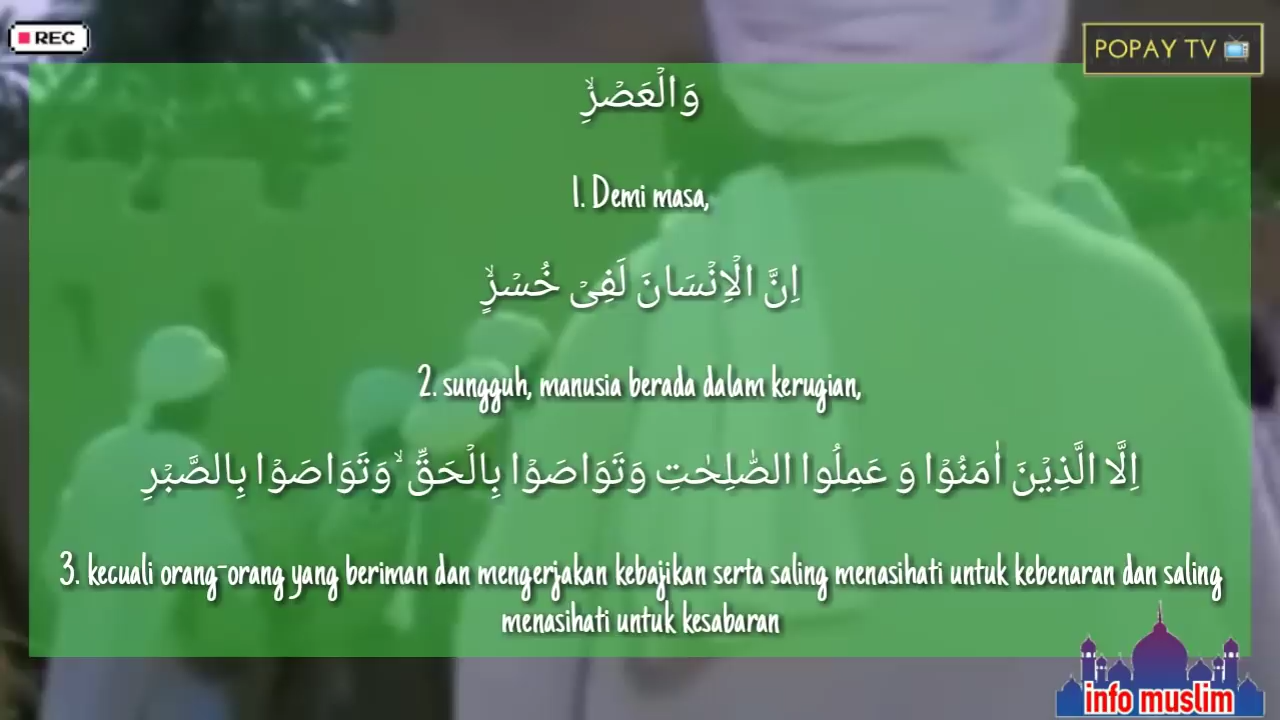 REC
POPAY TV
وَالْعَصْرِۙ
1. Demi masa,
اِنَّ الْاِنْسَانَ لَفِيْ خُسْرٍۙ
2. sungguh, manusia berada dalam kerugian,
اِلَّا الَّذِيْنَ اٰمَنُوْا وَ عَمِلُوا الصّٰلِحٰتِ وَتَوَاصَوْا بِالْحَقِّ ۙ وَتَوَاصَوْا بِالصَّبْرِ
3. kecuali orang-orang yang beriman dan mengerjakan kebajikan serta saling menasihati untuk kebenaran dan saling
menasihati untuk kesabaran
info muslim